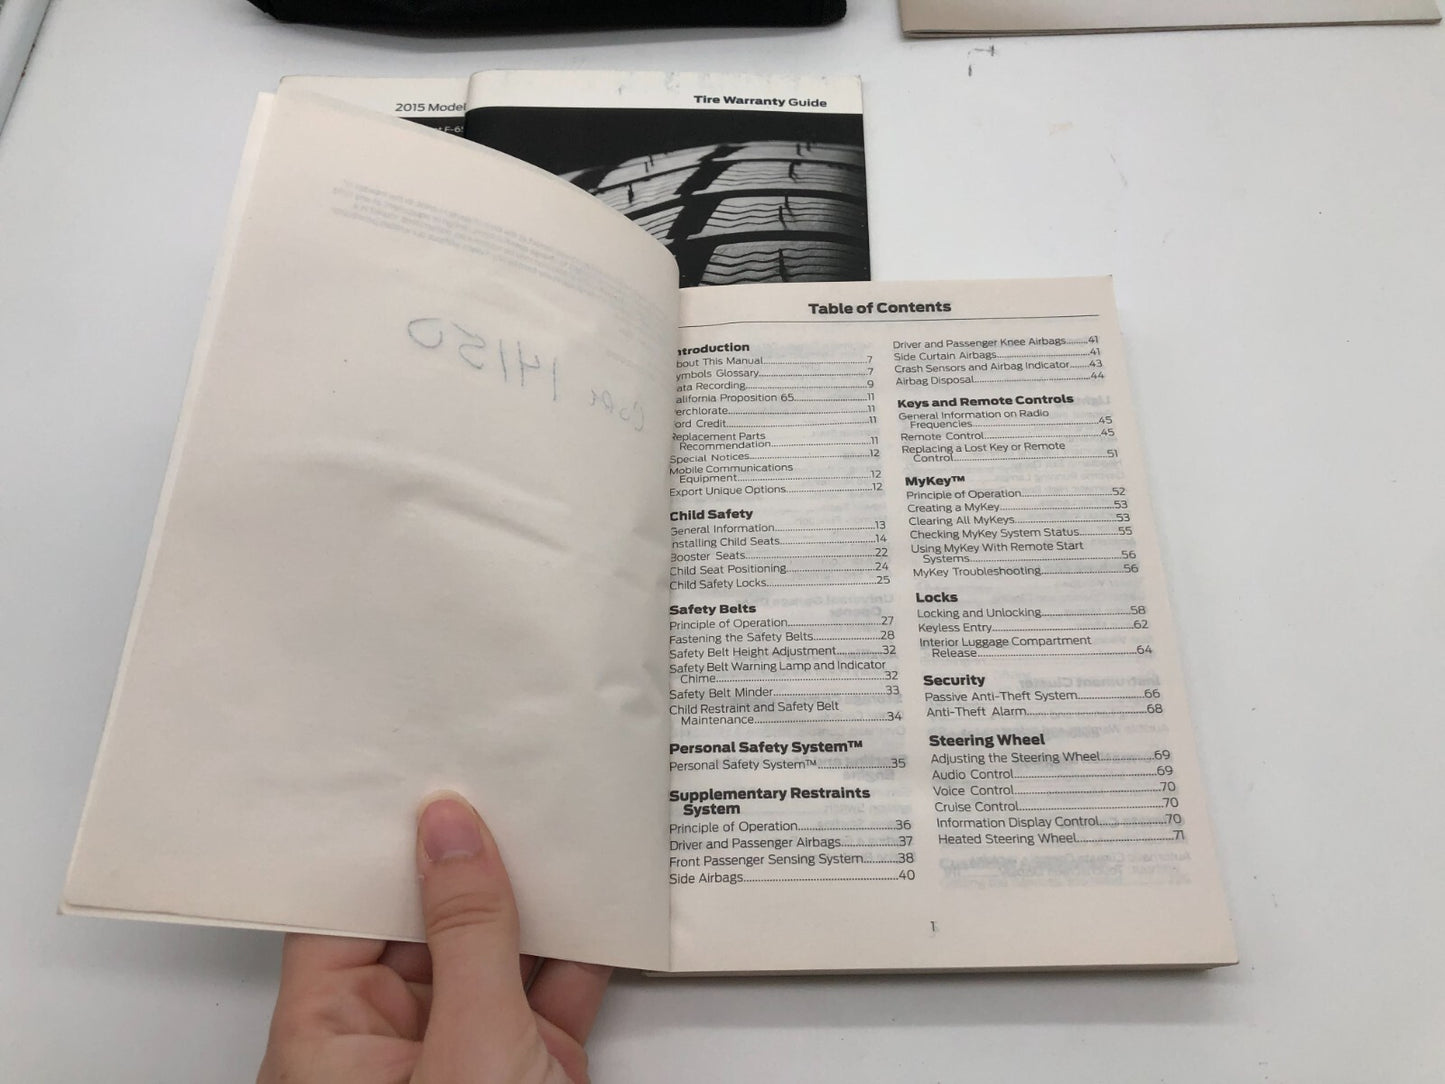 2015 Model
Tire Warranty Guide
Table of Contents
ntroduction
bout This Manual 7
ymbols Glossary 7
ata Recording 9
alifornia Proposition 65 11
erchlorate 11
ord Credit 11
Replacement Parts
Recommendation 11
Special Notices 12
Mobile Communications
Equipment 12
Export Unique Options 12
Child Safety
General Information 13
nstalling Child Seats 14
Booster Seats 22
Child Seat Positioning 24
Child Safety Locks 25
Safety Belts
Principle of Operation 27
Fastening the Safety Belts 28
Safety Belt Height Adjustment 32
Safety Belt Warning Lamp and Indicator
Chime 32
Safety Belt Minder 33
Child Restraint and Safety Belt
Maintenance 34
Personal Safety System™
Personal Safety System™ 35
Supplementary Restraints
System
Principle of Operation 36
Driver and Passenger Airbags 37
Front Passenger Sensing System 38
Side Airbags 40
Driver and Passenger Knee Airbags 41
Side Curtain Airbags 41
Crash Sensors and Airbag Indicator 43
Airbag Disposal 44
Keys and Remote Controls
General Information on Radio
Frequencies 45
Remote Control 45
Replacing a Lost Key or Remote
Control 51
MyKey™
Principle of Operation 52
Creating a MyKey 53
Clearing All MyKeys 53
Checking MyKey System Status 55
Using MyKey With Remote Start
Systems 56
MyKey Troubleshooting 56
Locks
Locking and Unlocking 58
Keyless Entry 62
Interior Luggage Compartment
Release 64
Security
Passive Anti-Theft System 66
Anti-Theft Alarm 68
Steering Wheel
Adjusting the Steering Wheel 69
Audio Control 69
Voice Control 70
Cruise Control 70
Information Display Control 70
Heated Steering Wheel 71
1